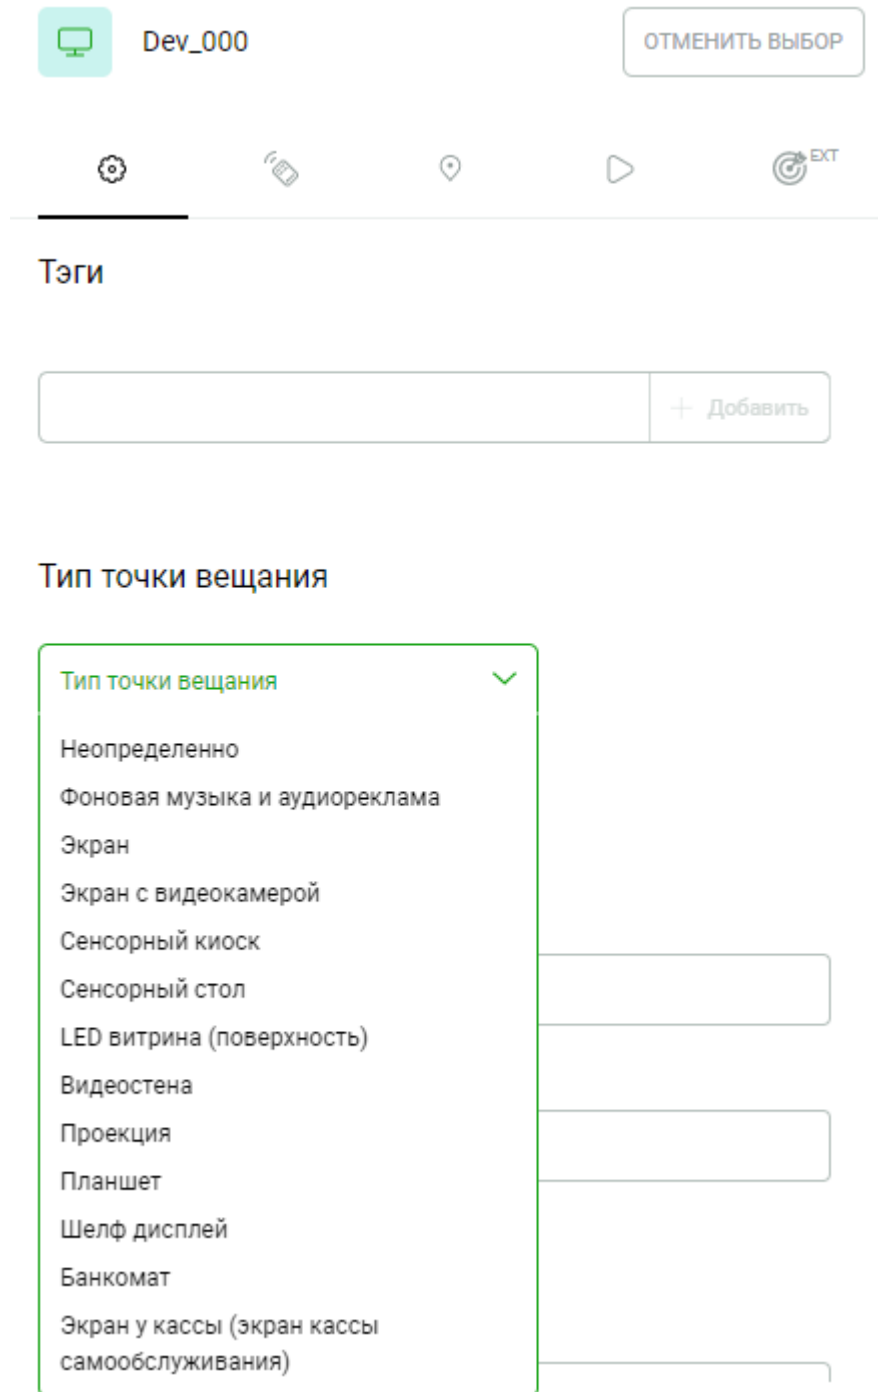 Dev_000
ОТМЕНИТЬ ВЫБОР
EXT
Тэги
+ Добавить
Тип точки вещания
Тип точки вещания
Неопределенно
Фоновая музыка и аудиореклама
Экран
Экран с видеокамерой
Сенсорный киоск
Сенсорный стол
LED витрина (поверхность)
Видеостена
Проекция
Планшет
Шелф дисплей
Банкомат
Экран у кассы (экран кассы
самообслуживания)